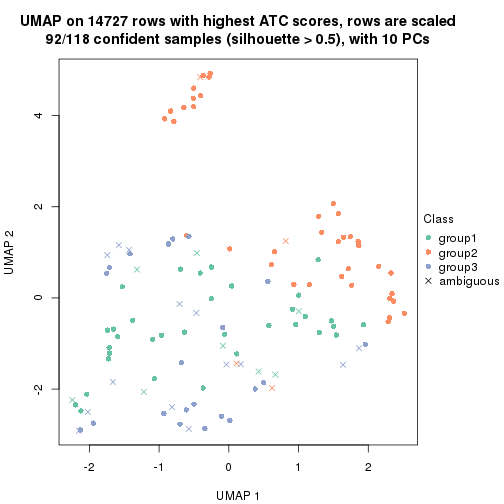 UMAP on 14727 rows with highest ATC scores, rows are scaled
92/118 confident samples (silhouette > 0.5), with 10 PCs
4
2
0
-2
UMAP 2
-2
-1
0
1
2
UMAP 1
Class
group1
group2
group3
ambiguous